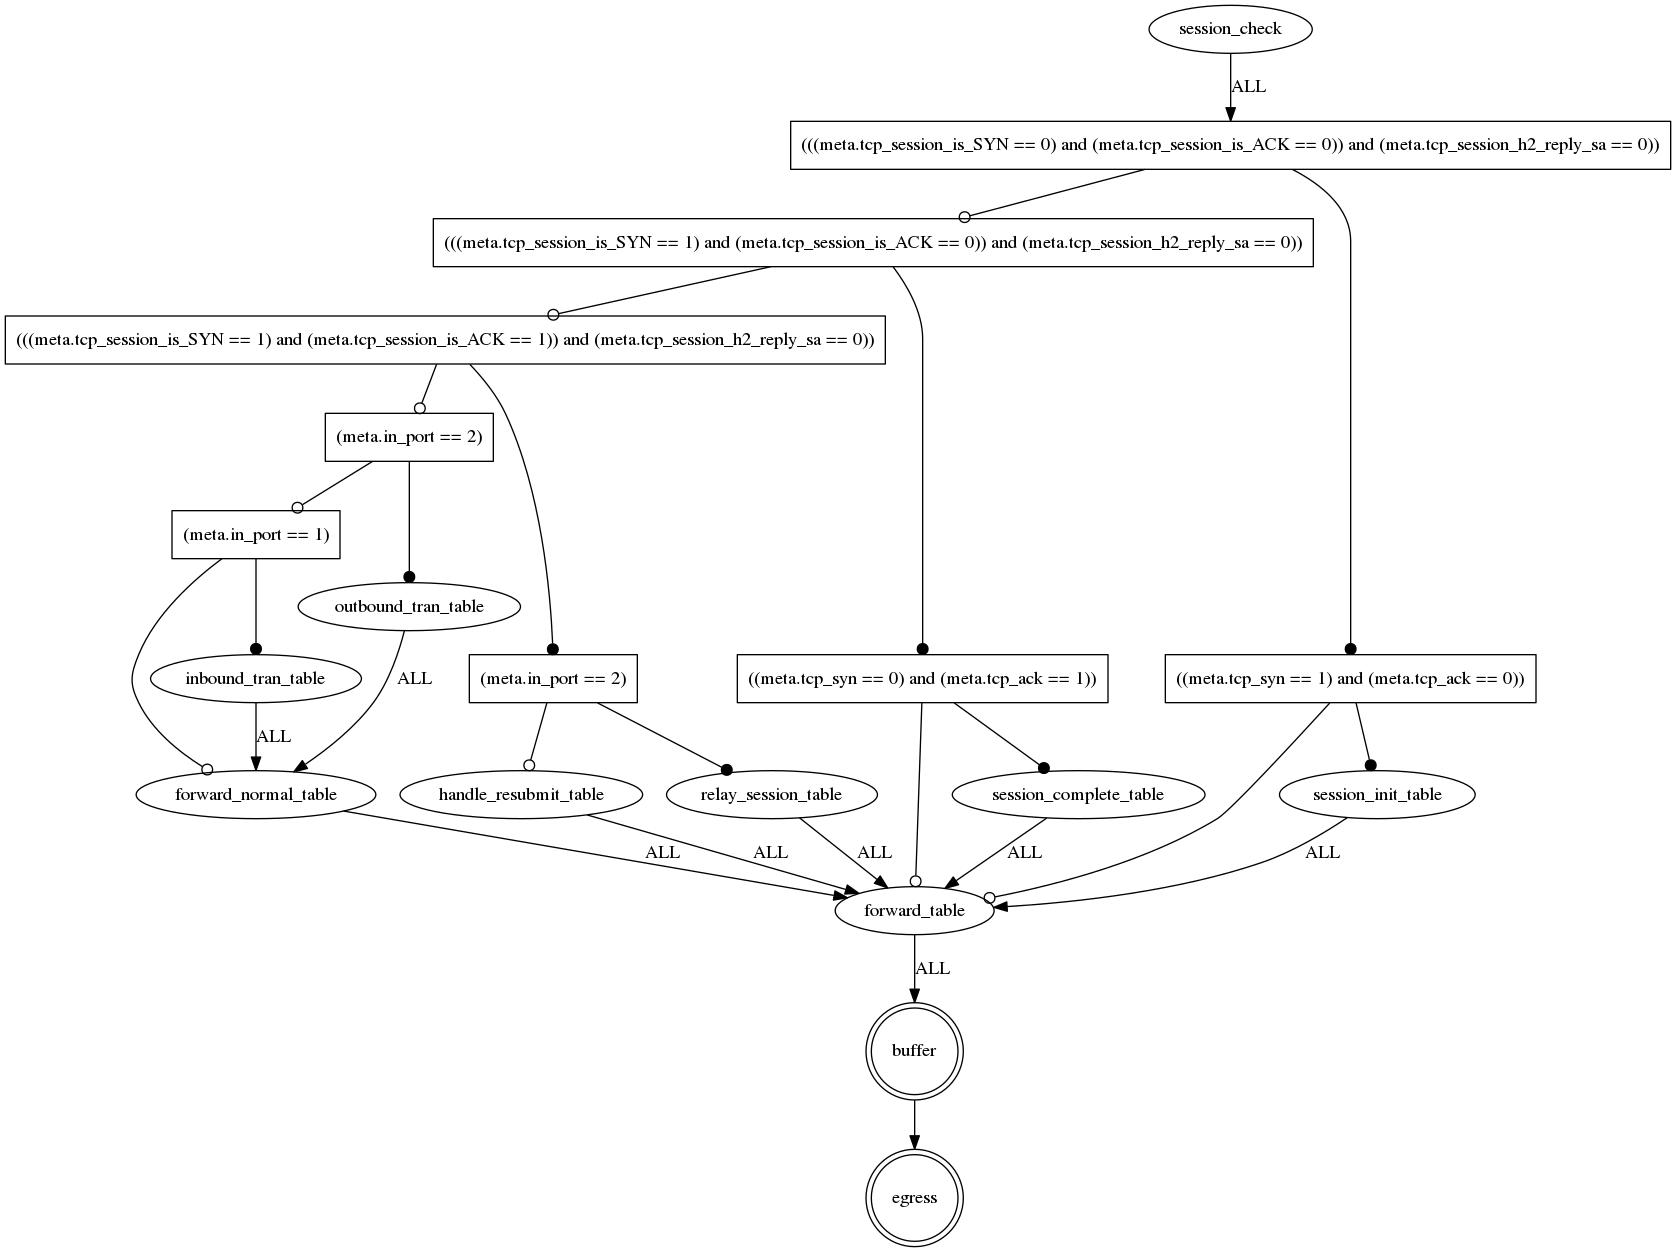 session_check
ALL
(((meta.tcp_session_is_SYN == 0) and (meta.tcp_session_is_ACK == 0)) and (meta.tcp_session_h2_reply_sa == 0))
(((meta.tcp_session_is_SYN == 1) and (meta.tcp_session_is_ACK == 0)) and (meta.tcp_session_h2_reply_sa == 0))
(((meta.tcp_session_is_SYN == 1) and (meta.tcp_session_is_ACK == 1)) and (meta.tcp_session_h2_reply_sa == 0))
(meta.in_port == 2)
(meta.in_port == 1)
outbound_tran_table
inbound_tran_table
ALL
(meta.in_port == 2)
((meta.tcp_syn == 0) and (meta.tcp_ack == 1))
((meta.tcp_syn == 1) and (meta.tcp_ack == 0))
ALL
forward_normal_table
handle_resubmit_table
relay_session_table
session_complete_table
session_init_table
ALL
ALL
ALL
ALL
ALL
forward_table
ALL
buffer
egress